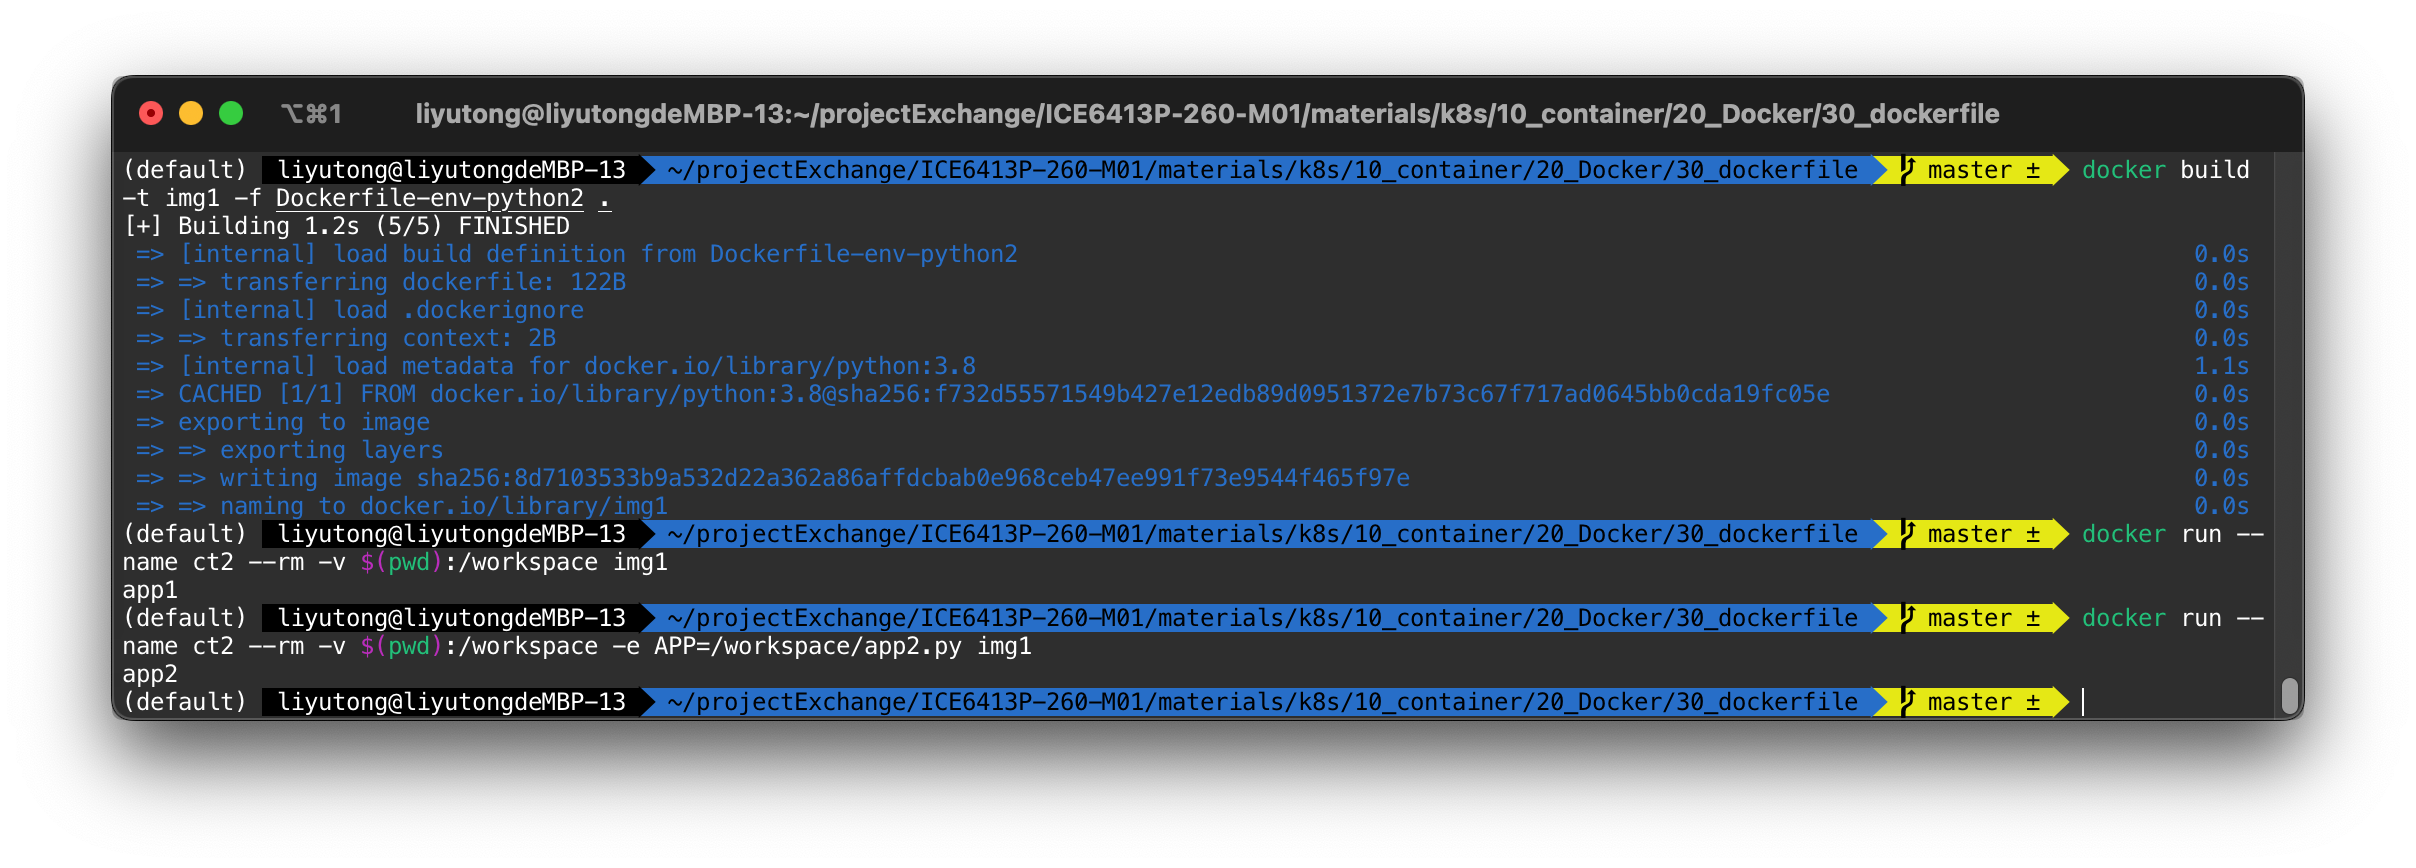 ⌥⌘1 liyutong@liyutongdeMBP-13:~/projectExchange/ICE6413P-260-M01/materials/k8s/10_container/20_Docker/30_dockerfile
(default) liyutong@liyutongdeMBP-13 ~/projectExchange/ICE6413P-260-M01/materials/k8s/10_container/20_Docker/30_dockerfile master ± docker build
-t img1 -f Dockerfile-env-python2 .
[+] Building 1.2s (5/5) FINISHED
=> [internal] load build definition from Dockerfile-env-python2 0.0s
=> => transferring dockerfile: 122B 0.0s
=> [internal] load .dockerignore 0.0s
=> => transferring context: 2B 0.0s
=> [internal] load metadata for docker.io/library/python:3.8 1.1s
=> CACHED [1/1] FROM docker.io/library/python:3.8@sha256:f732d55571549b427e12edb89d0951372e7b73c67f717ad0645bb0cda19fc05e 0.0s
=> exporting to image 0.0s
=> => exporting layers 0.0s
=> => writing image sha256:8d7103533b9a532d22a362a86affdcbab0e968ceb47ee991f73e9544f465f97e 0.0s
=> => naming to docker.io/library/img1 0.0s
(default) liyutong@liyutongdeMBP-13 ~/projectExchange/ICE6413P-260-M01/materials/k8s/10_container/20_Docker/30_dockerfile master ± docker run --
name ct2 --rm -v $(pwd):/workspace img1
app1
(default) liyutong@liyutongdeMBP-13 ~/projectExchange/ICE6413P-260-M01/materials/k8s/10_container/20_Docker/30_dockerfile master ± docker run --
name ct2 --rm -v $(pwd):/workspace -e APP=/workspace/app2.py img1
app2
(default) liyutong@liyutongdeMBP-13 ~/projectExchange/ICE6413P-260-M01/materials/k8s/10_container/20_Docker/30_dockerfile master ±